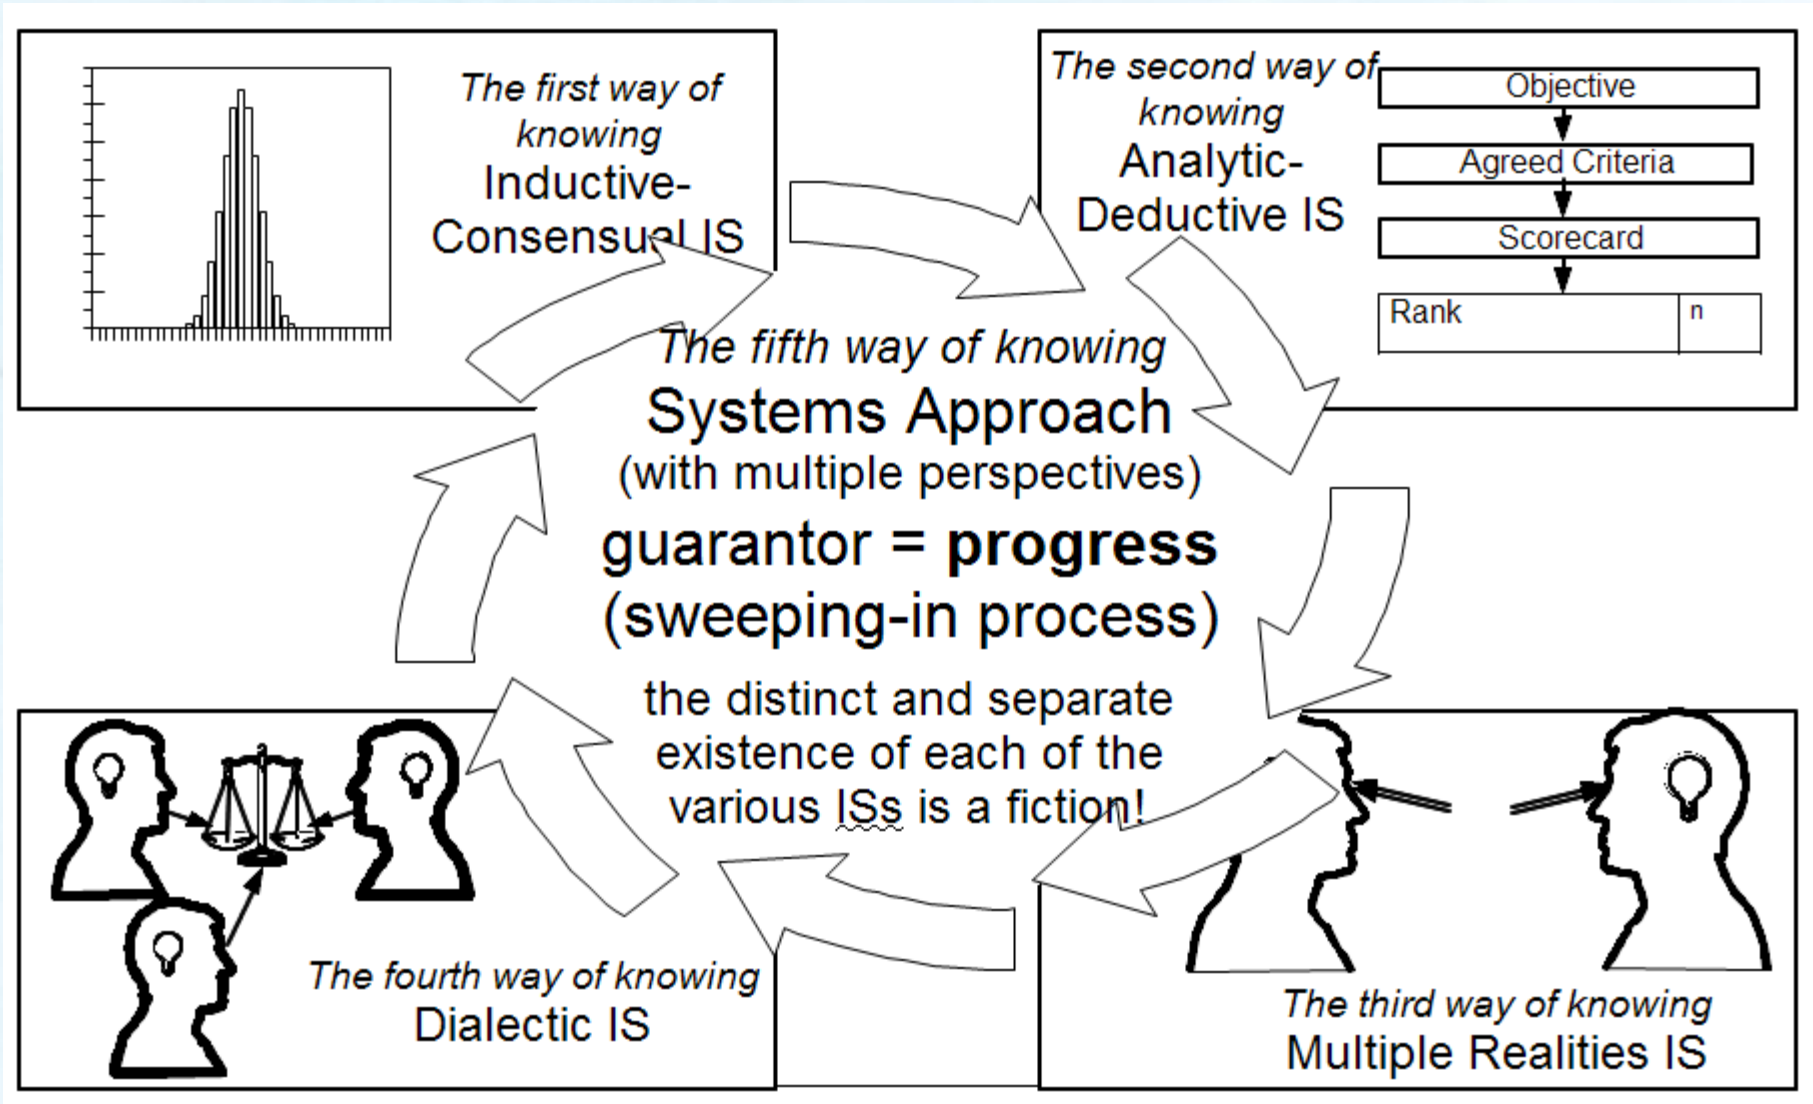 The first way of
knowing
Inductive-
Consensual IS
The second way of
knowing
Analytic-
Deductive IS
Objective
Agreed Criteria
Scorecard
Rank
n
The fifth way of knowing
Systems Approach
(with multiple perspectives)
guarantor = progress
(sweeping-in process)
the distinct and separate
existence of each of the
various ISs is a fiction!
The fourth way of knowing
Dialectic IS
The third way of knowing
Multiple Realities IS